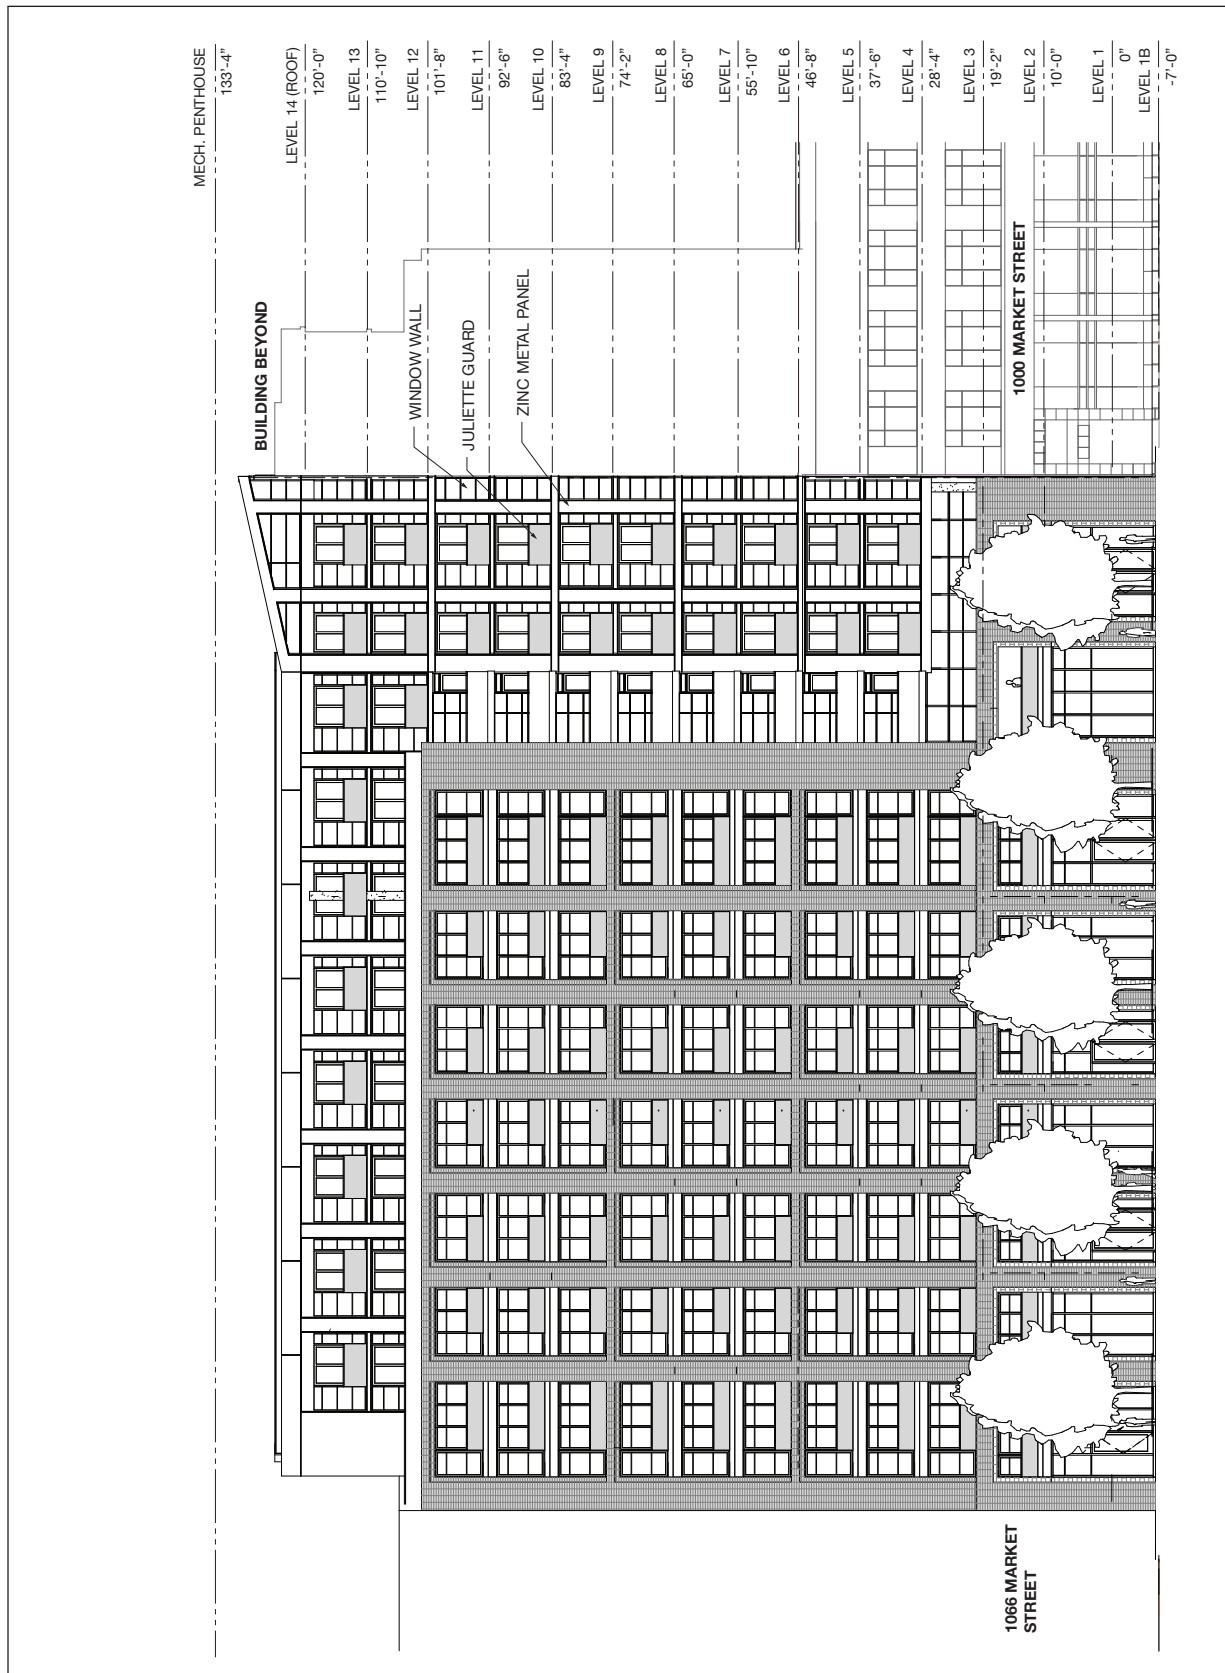 MECH. PENTHOUSE
133'-4"
LEVEL 14 (ROOF)
120'-0"
LEVEL 13
110'-10"
LEVEL 12
101'-8"
LEVEL 11
92'-6"
LEVEL 10
83'-4"
LEVEL 9
74'-2"
LEVEL 8
65'-0"
LEVEL 7
55'-10"
LEVEL 6
46'-8"
LEVEL 5
37'-6"
LEVEL 4
28'-4"
LEVEL 3
19'-2"
LEVEL 2
10'-0"
LEVEL 1
0"
LEVEL 1B
-7'-0"
BUILDING BEYOND
WINDOW WALL
JULIETTE GUARD
ZINC METAL PANEL
1000 MARKET STREET
1066 MARKET
STREET